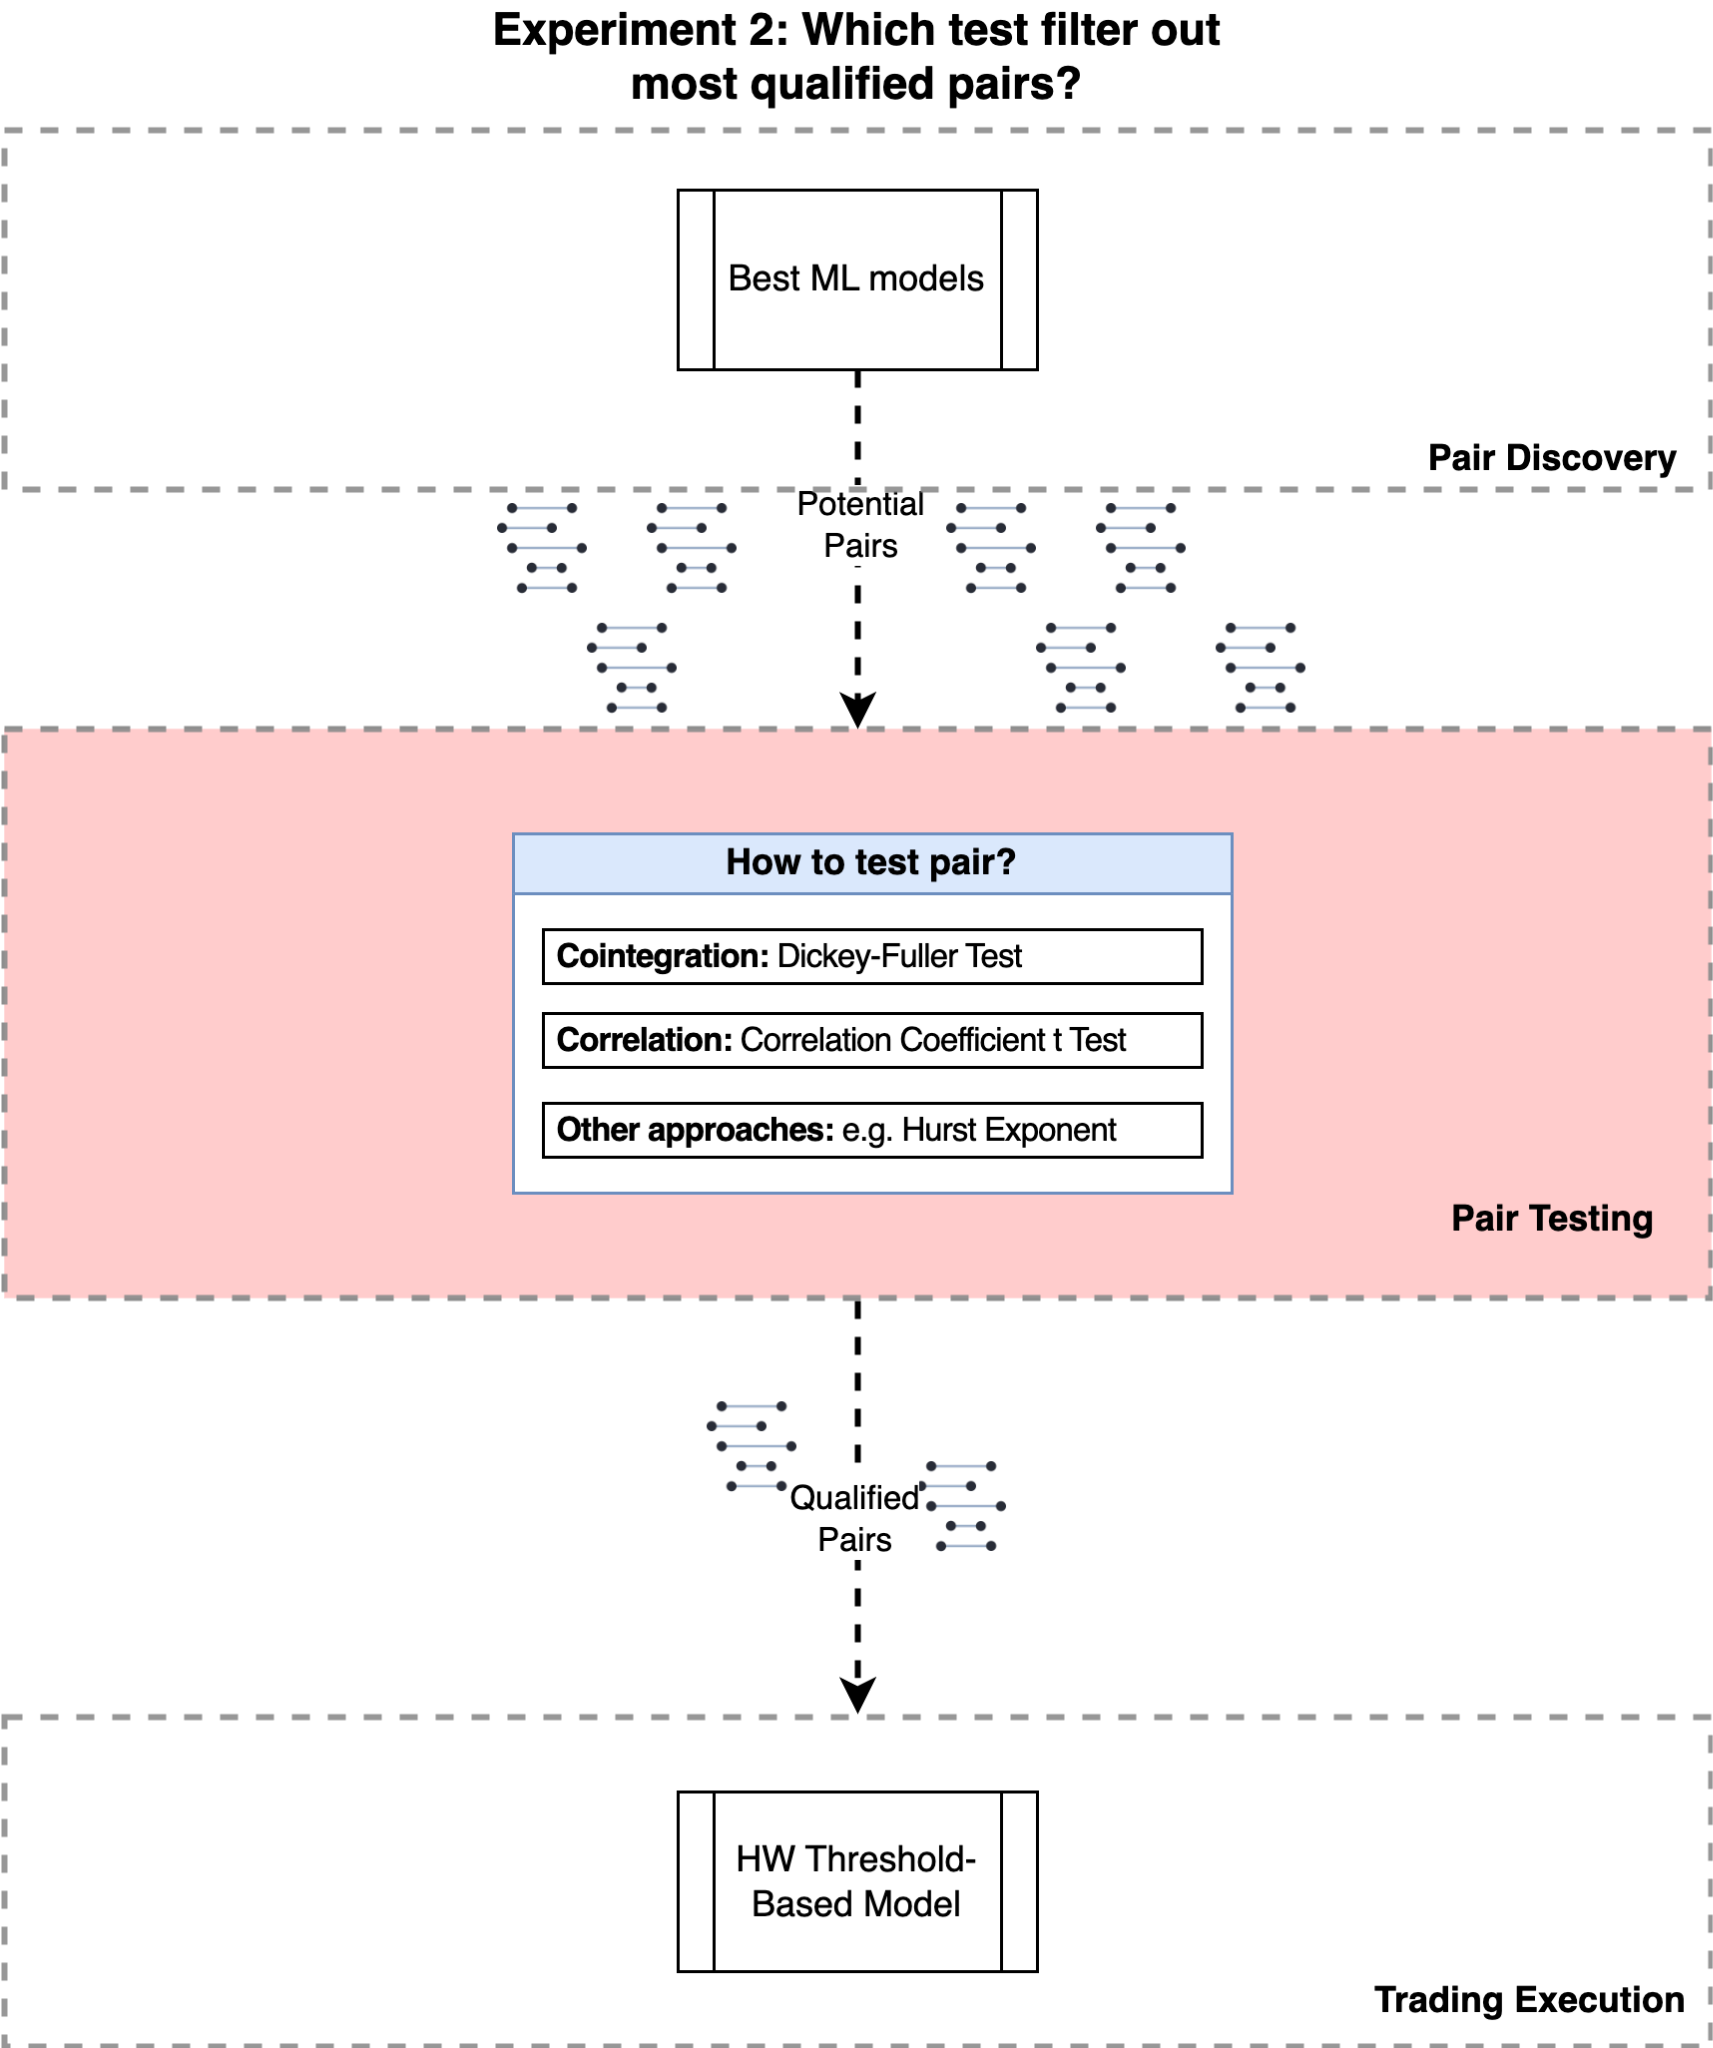 Experiment 2: Which test filter out
most qualified pairs?
Best ML models
Pair Discovery
Potential
Pairs
How to test pair?
Cointegration: Dickey-Fuller Test
Correlation: Correlation Coefficient t Test
Other approaches: e.g. Hurst Exponent
Pair Testing
Qualified
Pairs
HW Threshold-
Based Model
Trading Execution